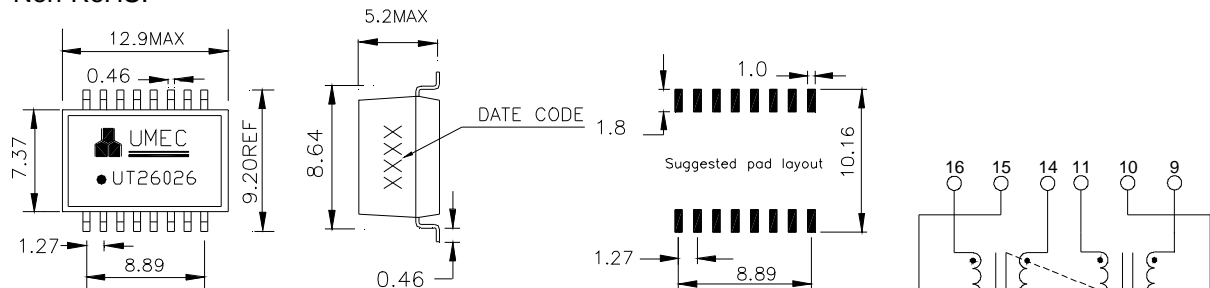 5.2MAX
12.9MAX
0.46
1.0
DATE CODE
1.8
7.37
UMEC
UT26026
9.20REF
8.64
XXXX
Suggested pad layout
10.16
16 15 14 11 10 9
1.27
8.89
0.46
1.27
8.89